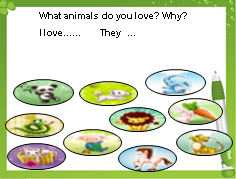 What animals do you love? Why?
I love...... They ...